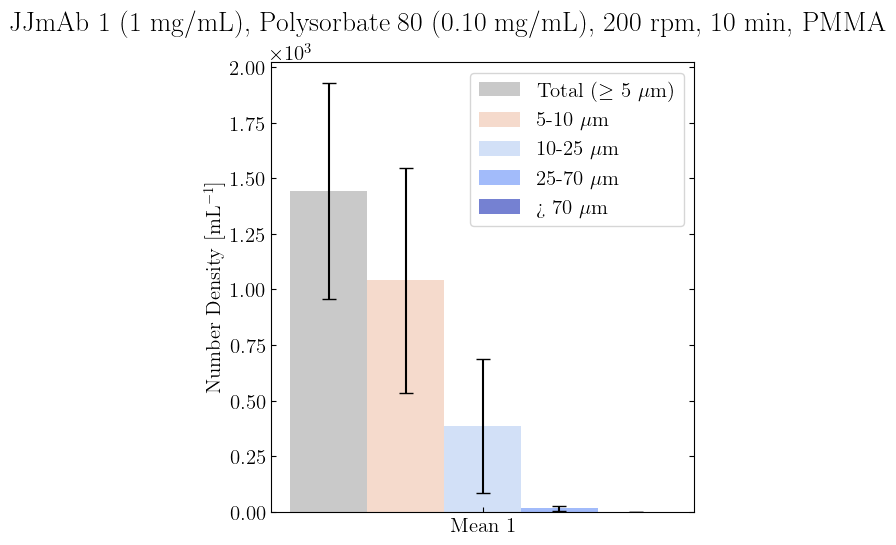 JJmAb 1 (1 mg/mL), Polysorbate 80 (0.10 mg/mL), 200 rpm, 10 min, PMMA
×10³
2.00
1.75
1.50
1.25
1.00
0.75
0.50
0.25
0.00
Number Density [mL⁻¹]
Total (≥ 5 μm)
5-10 μm
10-25 μm
25-70 μm
¿ 70 μm
Mean 1